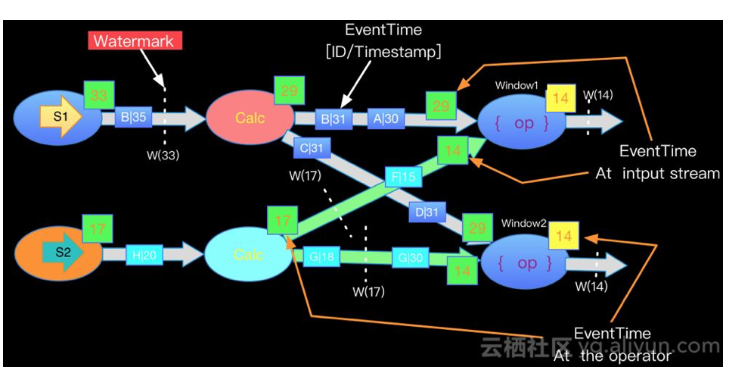 EventTime
[ID/Timestamp]
Watermark
33
S1
B|35
W(33)
29
Calc
B|31
A|30
29
Window1
14
{ op }
W(14)
C|31
14
EventTime
At intput stream
W(17)
F|15
D|31
17
S2
H|20
17
Calc
G|18
G|30
W(17)
29
14
Window2
14
{ op }
W(14)
EventTime
At the operator
云栖社区 yq.aliyun.com